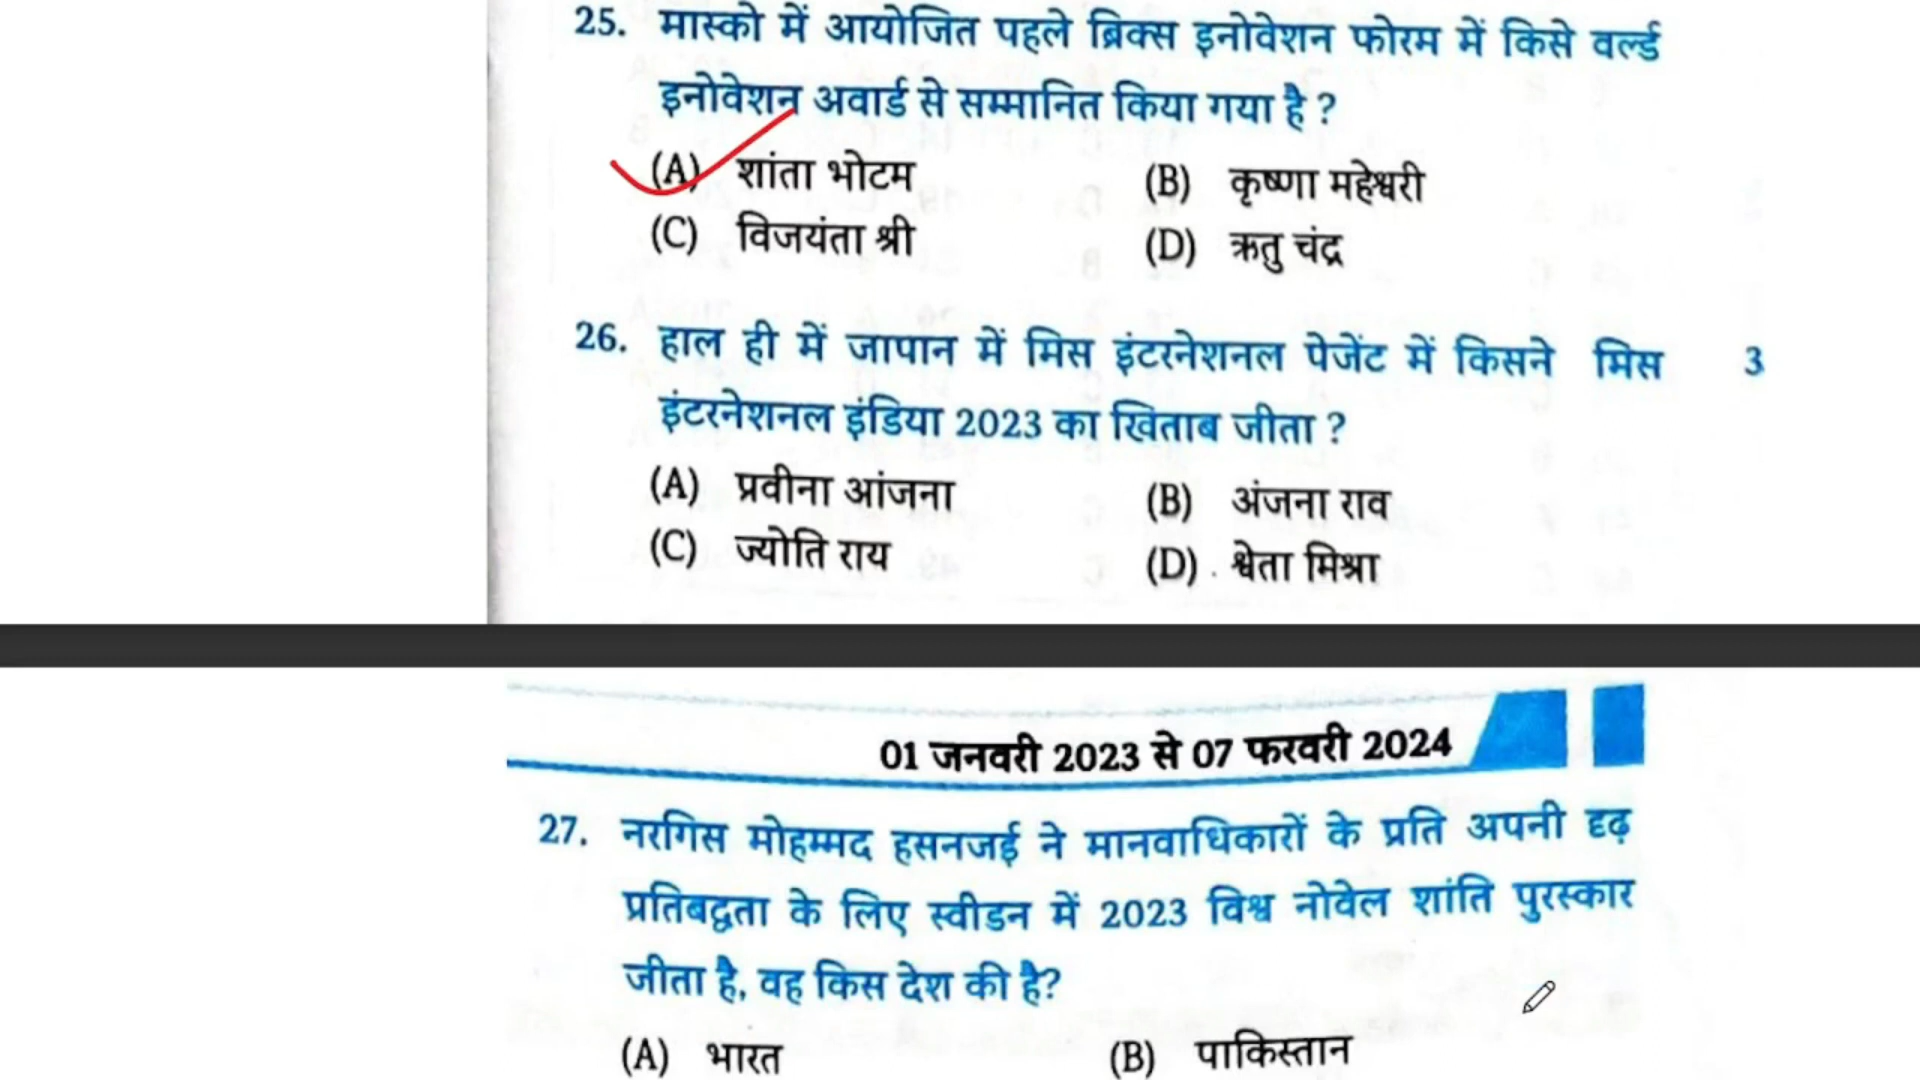 25. मास्को में आयोजित पहले ब्रिक्स इनोवेशन फोरम में किसे वर्ल्ड
इनोवेशन अवार्ड से सम्मानित किया गया है ?
(A) शांता भोटम (B) कृष्णा महेश्वरी
(C) विजयंता श्री (D) ऋतु चंद्र
26. हाल ही में जापान में मिस इंटरनेशनल पेजेंट में किसने मिस 3
इंटरनेशनल इंडिया 2023 का खिताब जीता ?
(A) प्रवीना आंजना (B) अंजना राव
(C) ज्योति राय (D) श्वेता मिश्रा
01 जनवरी 2023 से 07 फरवरी 2024
27. नरगिस मोहम्मद हसनजई ने मानवाधिकारों के प्रति अपनी दृढ़
प्रतिबद्धता के लिए स्वीडन में 2023 विश्व नोवेल शांति पुरस्कार
जीता है, वह किस देश की है?
(A) भारत (B) पाकिस्तान